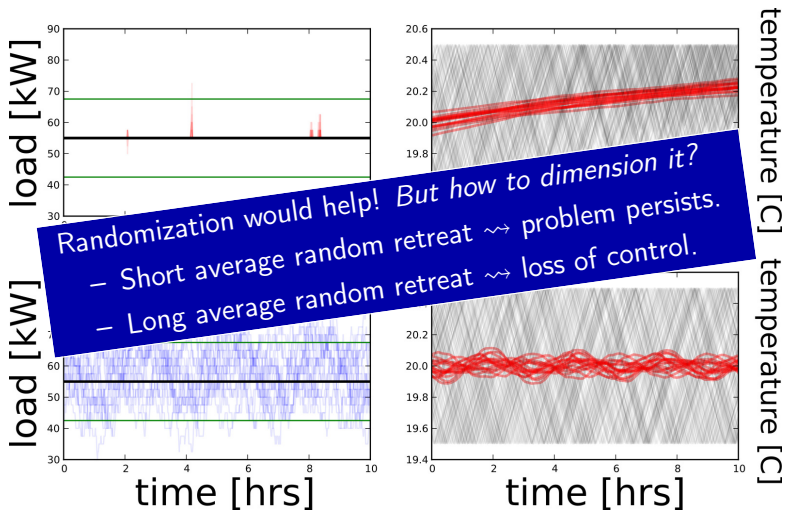 90
80
70
60
50
40
30
0
load [kW]
20.6
20.4
20.2
20.0
19.8
temperature [C]
Randomization would help! But how to dimension it?
– Short average random retreat ⇝ problem persists.
– Long average random retreat ⇝ loss of control.
60
50
40
30
0 2 4 6 8 10
load [kW]
time [hrs]
20.2
20.0
19.8
19.6
19.4
0 2 4 6 8 10
temperature [C]
time [hrs]